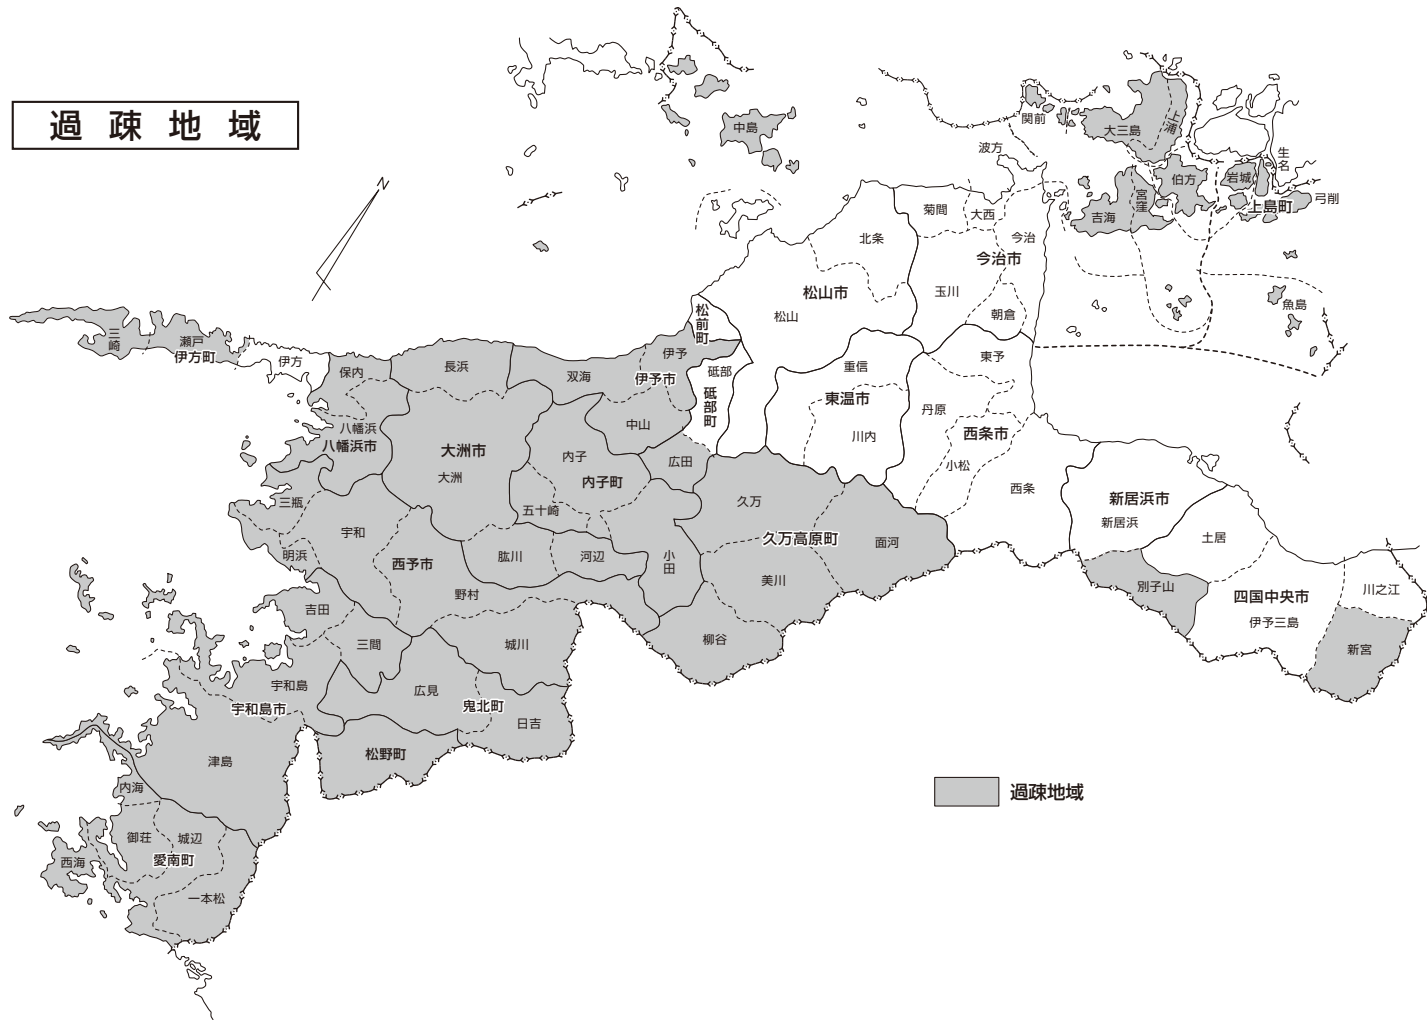 過疎地域
N
中島
関前
大三島
上浦
生名
波方
伯方
岩城
弓削
宮窪
吉海
上島町
菊間
大西
北条
今治
今治市
松山市
玉川
松山
朝倉
魚島
松前町
三崎
瀬戸
伊方町
伊方
保内
長浜
双海
伊予
伊予市
砥部
砥部町
重信
東温市
川内
東予
丹原
西条市
小松
西条
八幡浜
八幡浜市
大洲市
大洲
中山
内子
内子町
五十崎
広田
久万
久万高原町
面河
新居浜市
新居浜
土居
三瓶
宇和
明浜
西予市
肱川
河辺
小田
美川
別子山
四国中央市
伊予三島
川之江
新宮
吉田
野村
三間
城川
柳谷
宇和島
宇和島市
広見
鬼北町
日吉
松野町
津島
内海
御荘
城辺
愛南町
西海
一本松
過疎地域